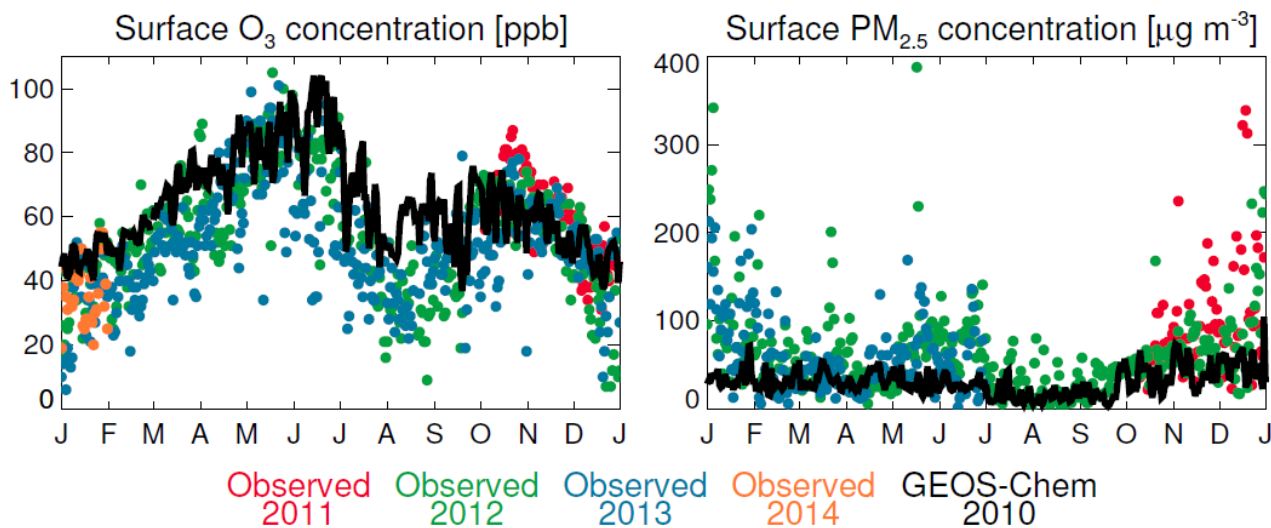 Surface O₃ concentration [ppb]
100
80
60
40
20
0
J F M A M J J A S O N D J
Surface PM₂.₅ concentration [µg m⁻³]
400
300
200
100
0
J F M A M J J A S O N D J
Observed 2011
Observed 2012
Observed 2013
Observed 2014
GEOS-Chem 2010